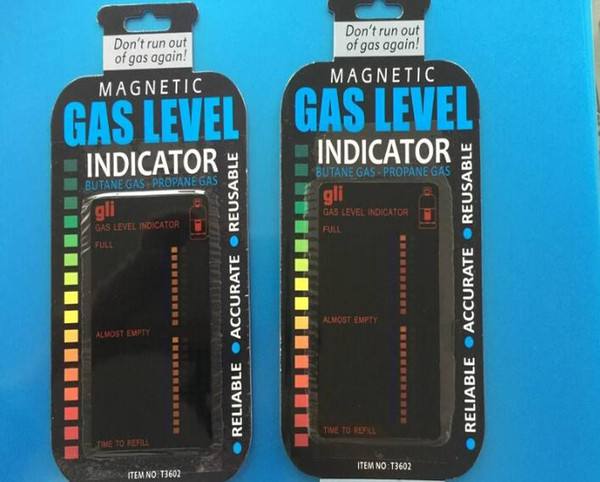 Don't run out
of gas again!
MAGNETIC
GAS LEVEL
INDICATOR
BUTANE GAS - PROPANE GAS
gli
GAS LEVEL INDICATOR
FULL
ALMOST EMPTY
TIME TO REFILL
RELIABLE • ACCURATE • REUSABLE
ITEM NO: T3602
Don't run out
of gas again!
MAGNETIC
GAS LEVEL
INDICATOR
BUTANE GAS - PROPANE GAS
gli
GAS LEVEL INDICATOR
FULL
ALMOST EMPTY
TIME TO REFILL
RELIABLE • ACCURATE • REUSABLE
ITEM NO: T3602